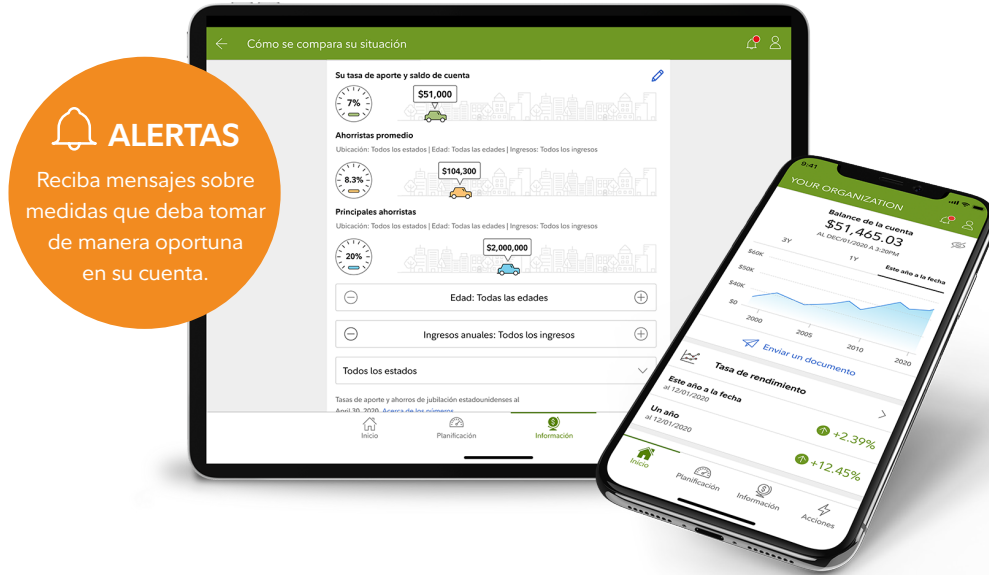 ALERTAS
Reciba mensajes sobre
medidas que deba tomar
de manera oportuna
en su cuenta.
Cómo se compara su situación
Su tasa de aporte y saldo de cuenta
7%
$51,000
Ahorristas promedio
Ubicación: Todos los estados | Edad: Todas las edades | Ingresos: Todos los ingresos
8.3%
$104,300
Principales ahorristas
Ubicación: Todos los estados | Edad: Todas las edades | Ingresos: Todos los ingresos
20%
$2,000,000
Edad: Todas las edades
Ingresos anuales: Todos los ingresos
Todos los estados
Tasas de aporte y ahorros de jubilación estadounidenses al
April 30, 2020. Acerca de los números
Inicio
Planificación
Información
9:41
YOUR ORGANIZATION
Balance de la cuenta
$51,465.03
AL DEC/01/2020 A 3:20PM
3Y
1Y
Este año a la fecha
$60K
$50K
$40K
$0
2000
2005
2010
2020
Enviar un documento
Tasa de rendimiento
Este año a la fecha
al 12/01/2020
+2.39%
Un año
al 12/01/2020
+12.45%
Inicio
Planificación
Información
Acciones